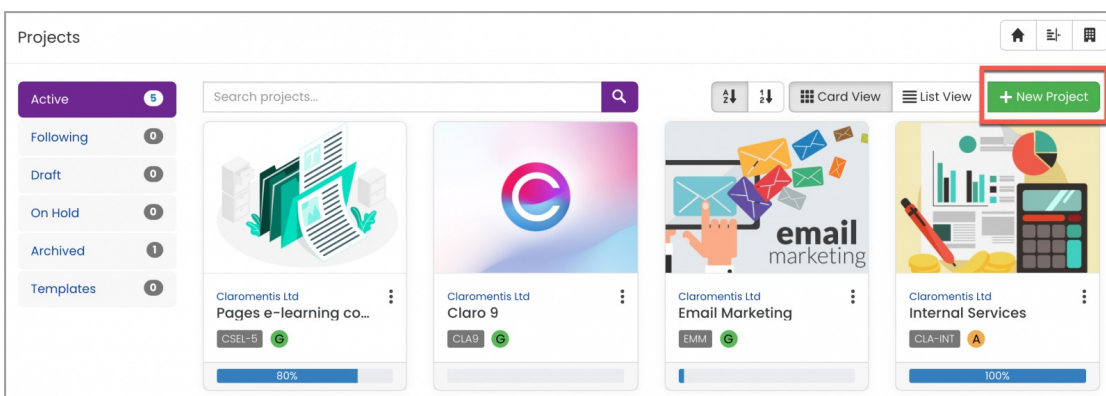 Projects
Active 5
Following 0
Draft 0
On Hold 0
Archived 1
Templates 0
Search projects...
Card View
List View
+ New Project
Claromentis Ltd
Pages e-learning co...
CSEL-5 G
80%
Claromentis Ltd
Claro 9
CLA9 G
email
marketing
Claromentis Ltd
Email Marketing
EMM G
Claromentis Ltd
Internal Services
CLA-INT A
100%